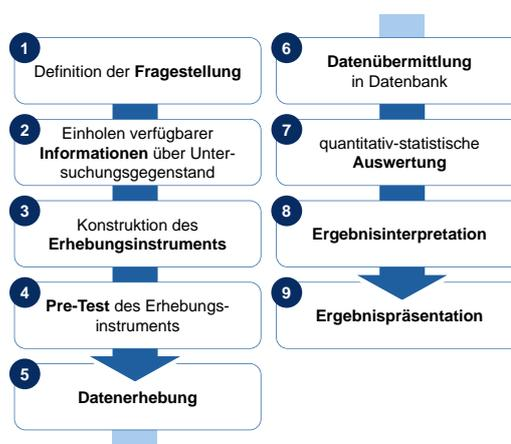 1
Definition der Fragestellung
2
Einholen verfügbarer
Informationen über Unter-
suchungsgegenstand
3
Konstruktion des
Erhebungsinstruments
4
Pre-Test des Erhebungs-
instruments
5
Datenerhebung
6
Datenübermittlung
in Datenbank
7
quantitativ-statistische
Auswertung
8
Ergebnisinterpretation
9
Ergebnispräsentation